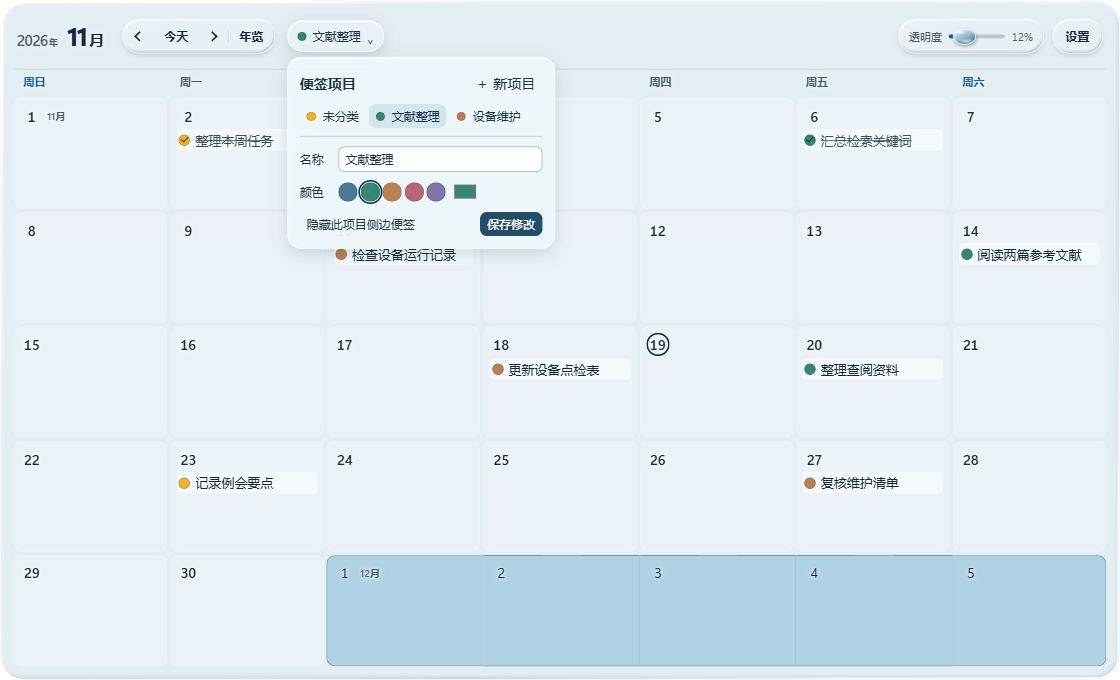 2026年 11月 今天 年览 文献整理 透明度 12% 设置
便签项目 + 新项目
未分类 文献整理 设备维护
名称 文献整理
颜色
隐藏此项目侧边便签 保存修改
周日 周一 周四 周五 周六
1 11月 2 5 6 7
整理本周任务 汇总检索关键词
8 9 12 13 14
检查设备运行记录 阅读两篇参考文献
15 16 17 18 19 20 21
更新设备点检表 整理查阅资料
22 23 24 25 26 27 28
记录例会要点 复核维护清单
29 30 1 12月 2 3 4 5